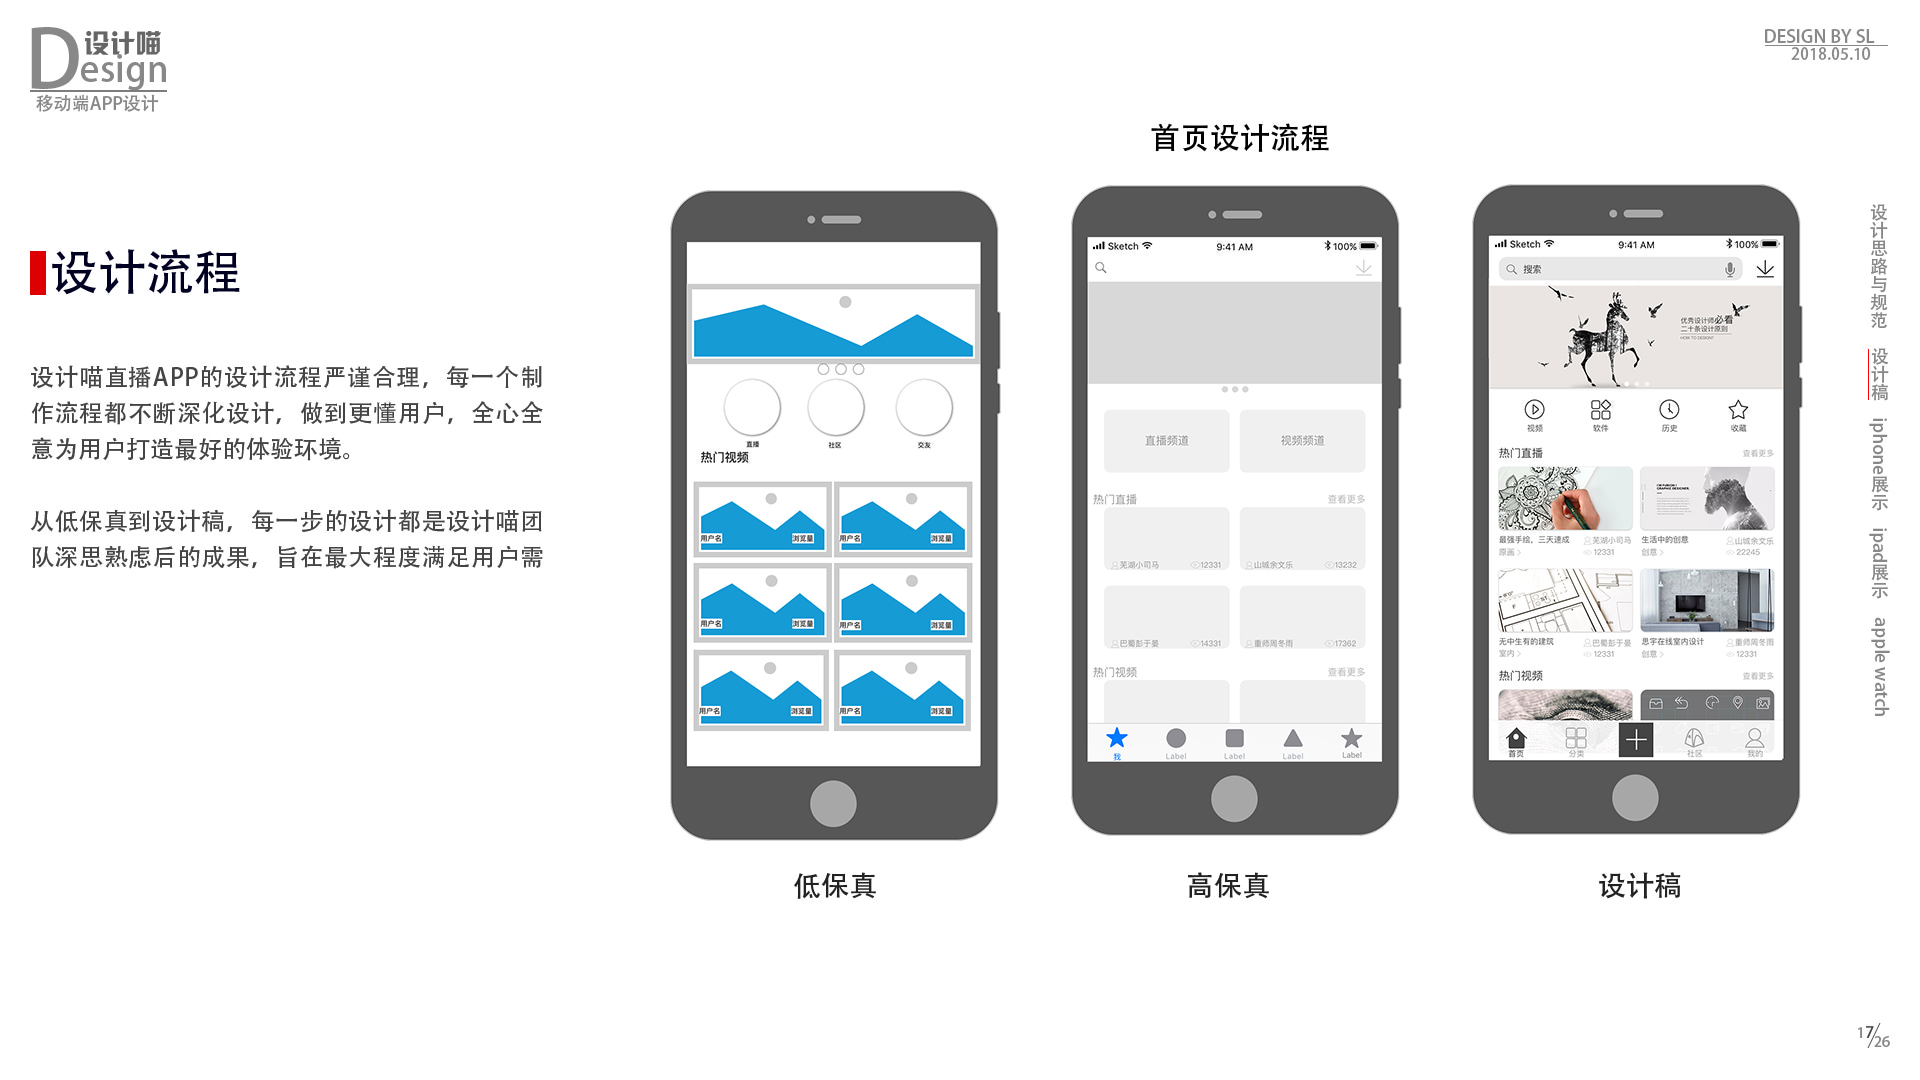 设计喵
Design
移动端APP设计
DESIGN BY SL
2018.05.10
首页设计流程
设计流程
设计喵直播APP的设计流程严谨合理，每一个制
作流程都不断深化设计，做到更懂用户，全心全
意为用户打造最好的体验环境。
从低保真到设计稿，每一步的设计都是设计喵团
队深思熟虑后的成果，旨在最大程度满足用户需
直播
社区
交友
热门视频
用户名
浏览量
用户名
浏览量
用户名
浏览量
用户名
浏览量
用户名
浏览量
用户名
浏览量
低保真
Sketch
9:41 AM
100%
直播频道
视频频道
热门直播
查看更多
芜湖小司马
12331
山城余文乐
13232
巴蜀彭于晏
14331
重师周冬雨
17362
热门视频
查看更多
我
Label
Label
Label
Label
高保真
Sketch
9:41 AM
100%
搜索
优秀设计师必看
二十条设计原则
HOW TO DESIGN?
视频
软件
历史
收藏
热门直播
查看更多
最强手绘，三天速成
芜湖小司马
原画
12331
生活中的创意
山城余文乐
创意
22245
无中生有的建筑
巴蜀彭于晏
室内
12331
思宇在线室内设计
重师周冬雨
创意
12331
热门视频
查看更多
首页
分类
社区
我的
设计稿
设计思路与规范
设计稿
iphone展示
ipad展示
apple watch
17/26